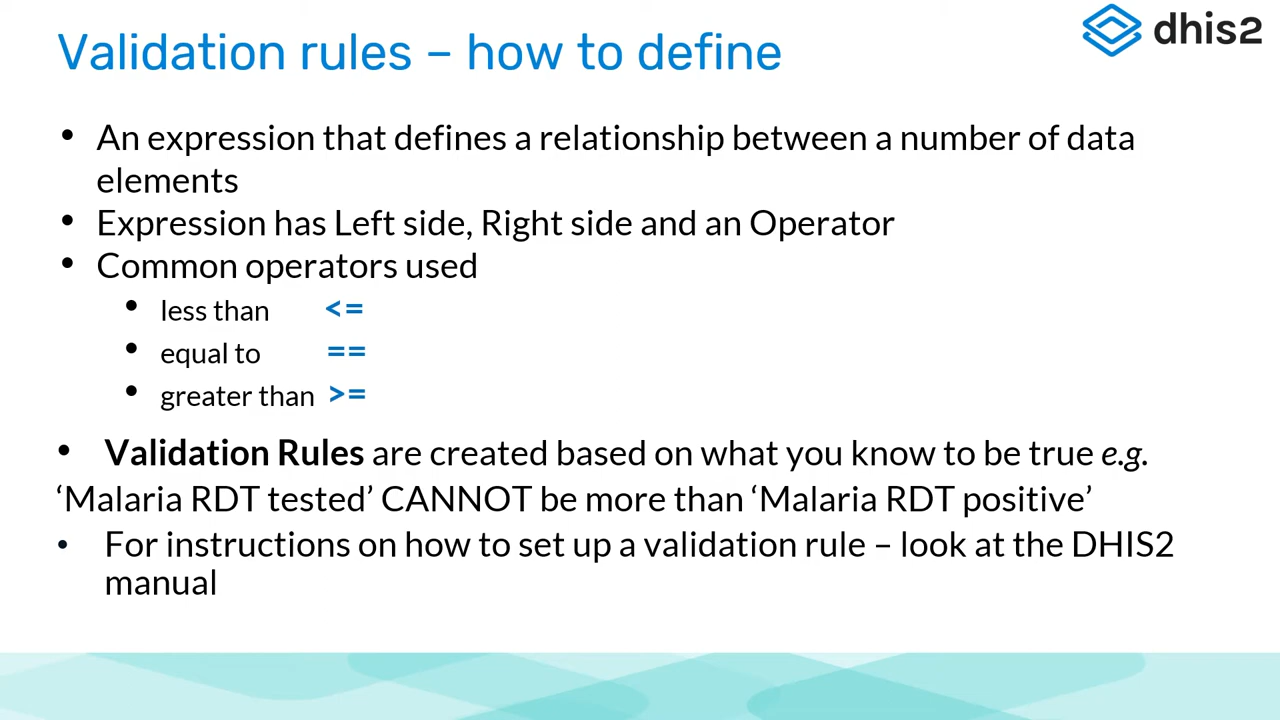 Validation rules – how to define
dhis2
• An expression that defines a relationship between a number of data
elements
• Expression has Left side, Right side and an Operator
• Common operators used
• less than <=
• equal to ==
• greater than >=
• Validation Rules are created based on what you know to be true e.g.
‘Malaria RDT tested’ CANNOT be more than ‘Malaria RDT positive’
• For instructions on how to set up a validation rule – look at the DHIS2
manual